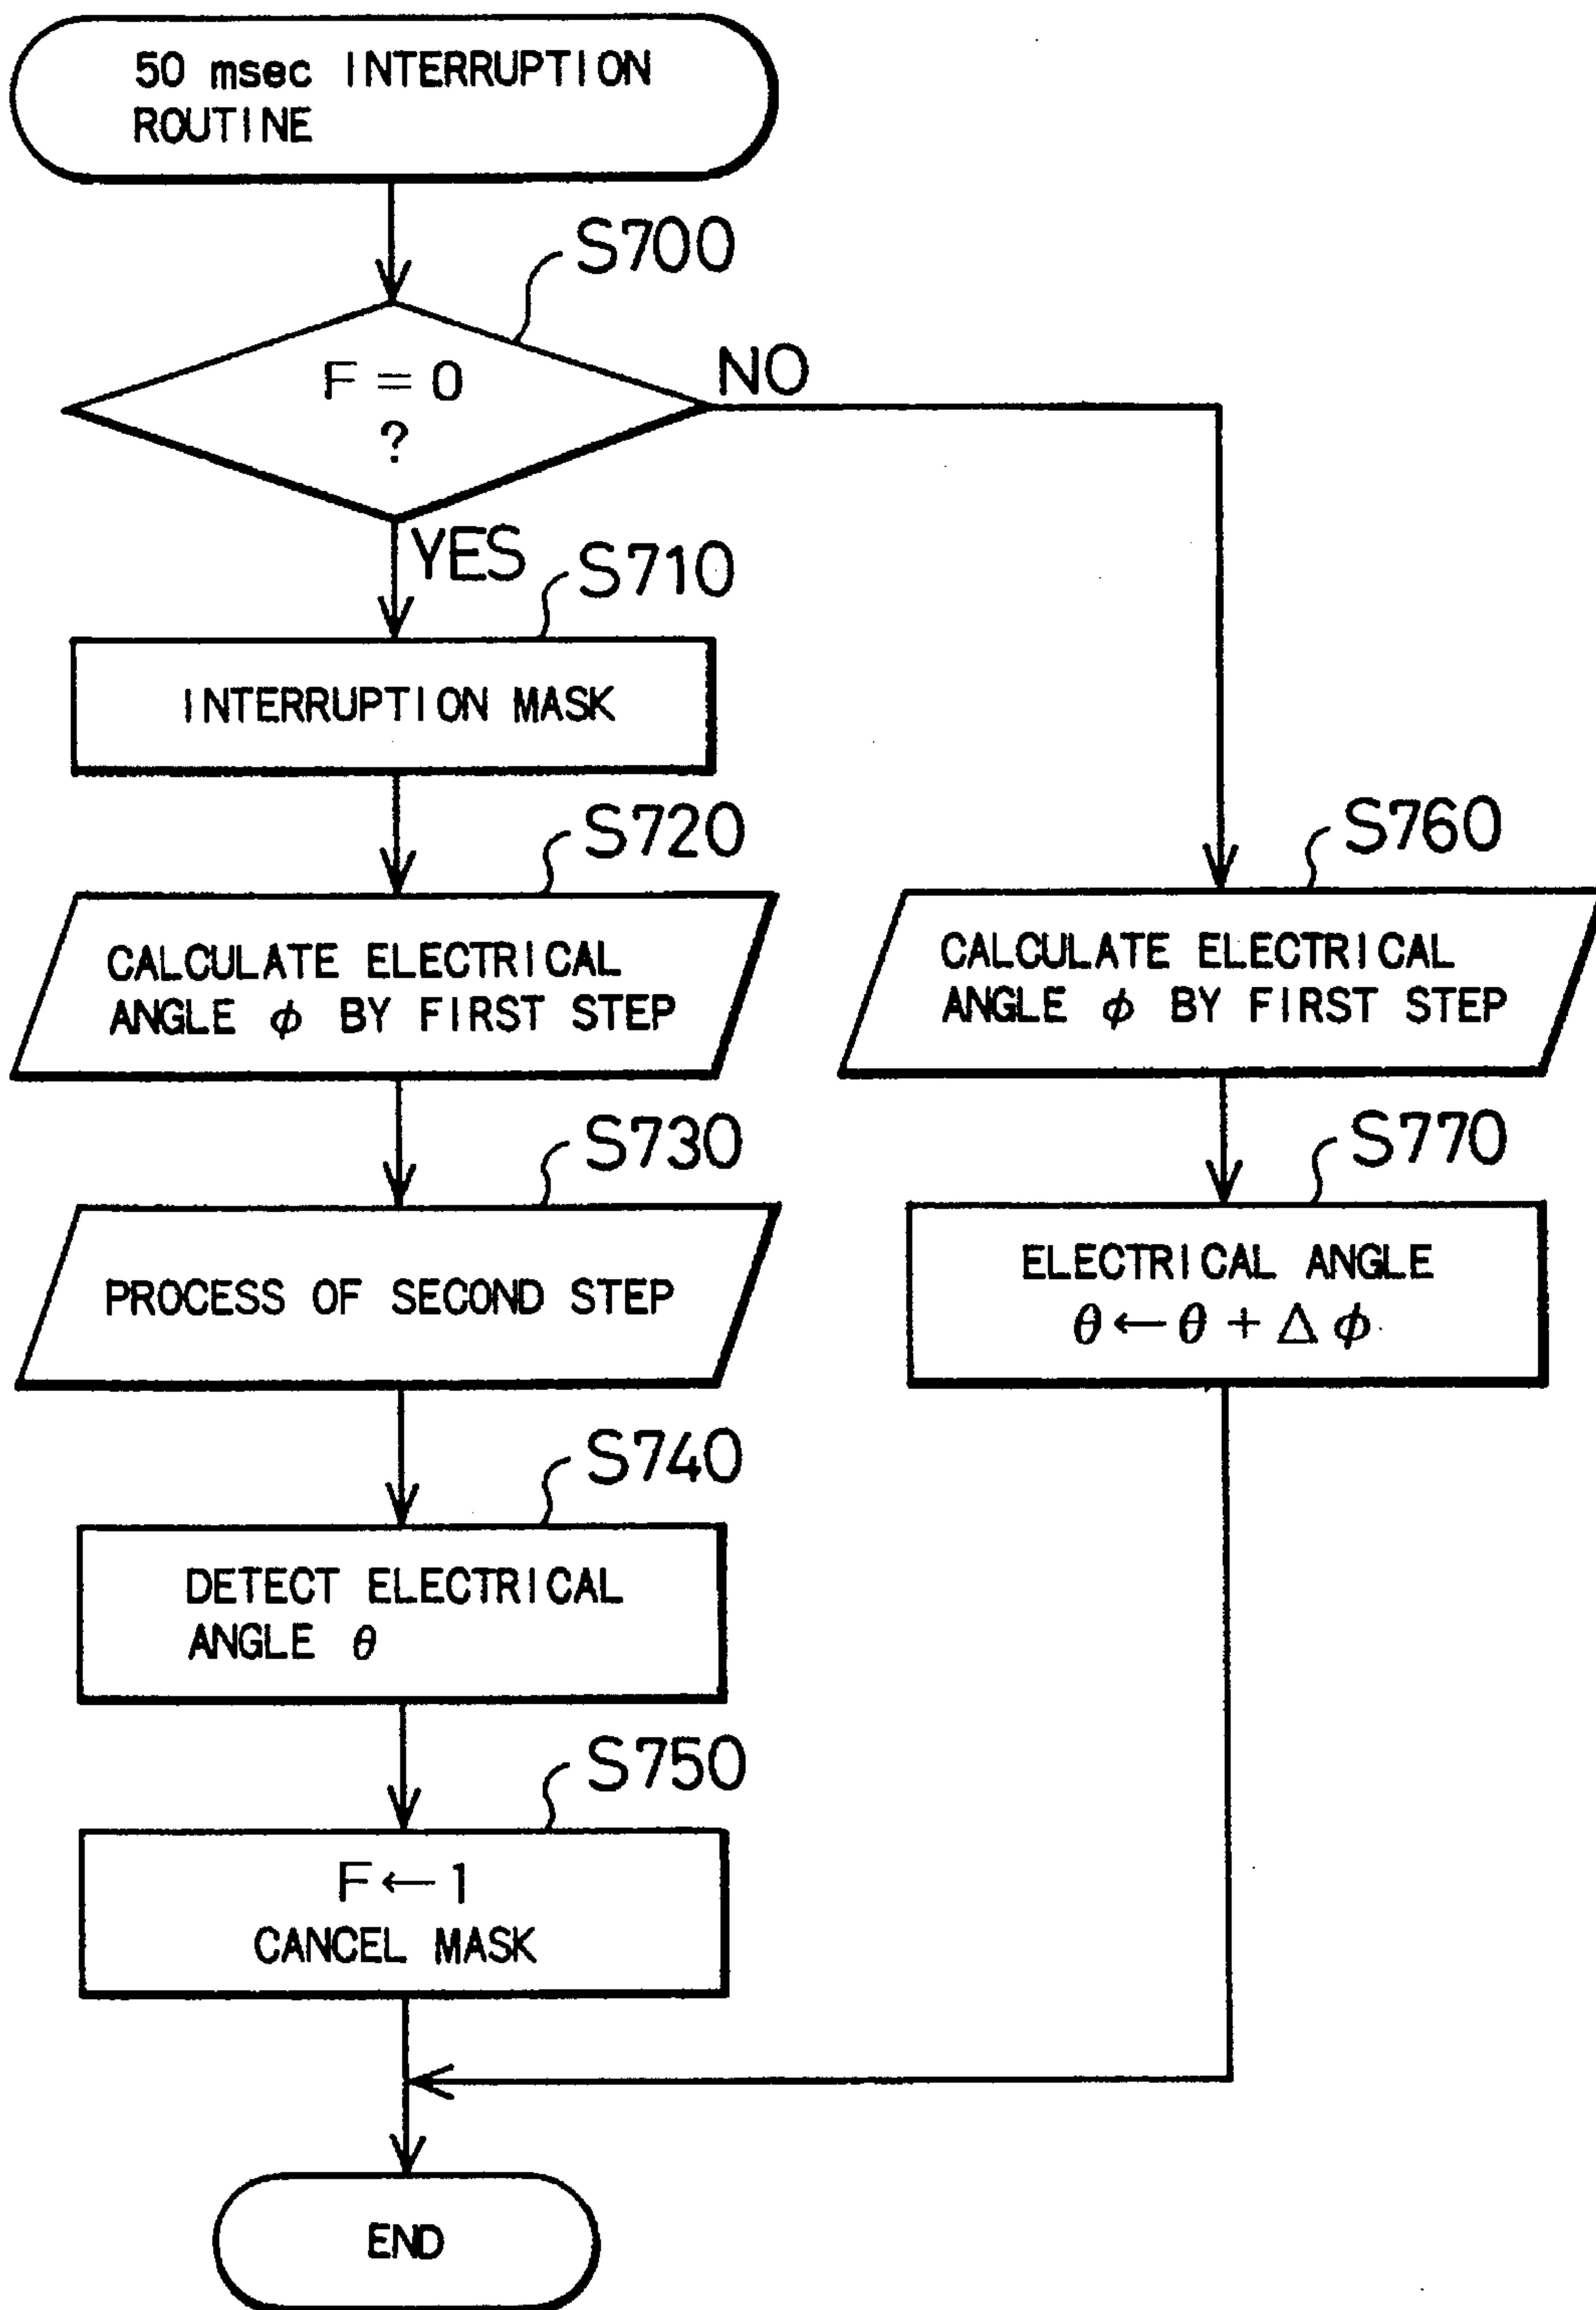 50 msec INTERRUPTION
ROUTINE
S700
F = 0
?
NO
YES
S710
INTERRUPTION MASK
S720
CALCULATE ELECTRICAL
ANGLE φ BY FIRST STEP
S760
CALCULATE ELECTRICAL
ANGLE φ BY FIRST STEP
S730
PROCESS OF SECOND STEP
S770
ELECTRICAL ANGLE
θ ← θ + Δ φ
S740
DETECT ELECTRICAL
ANGLE θ
S750
F ← 1
CANCEL MASK
END